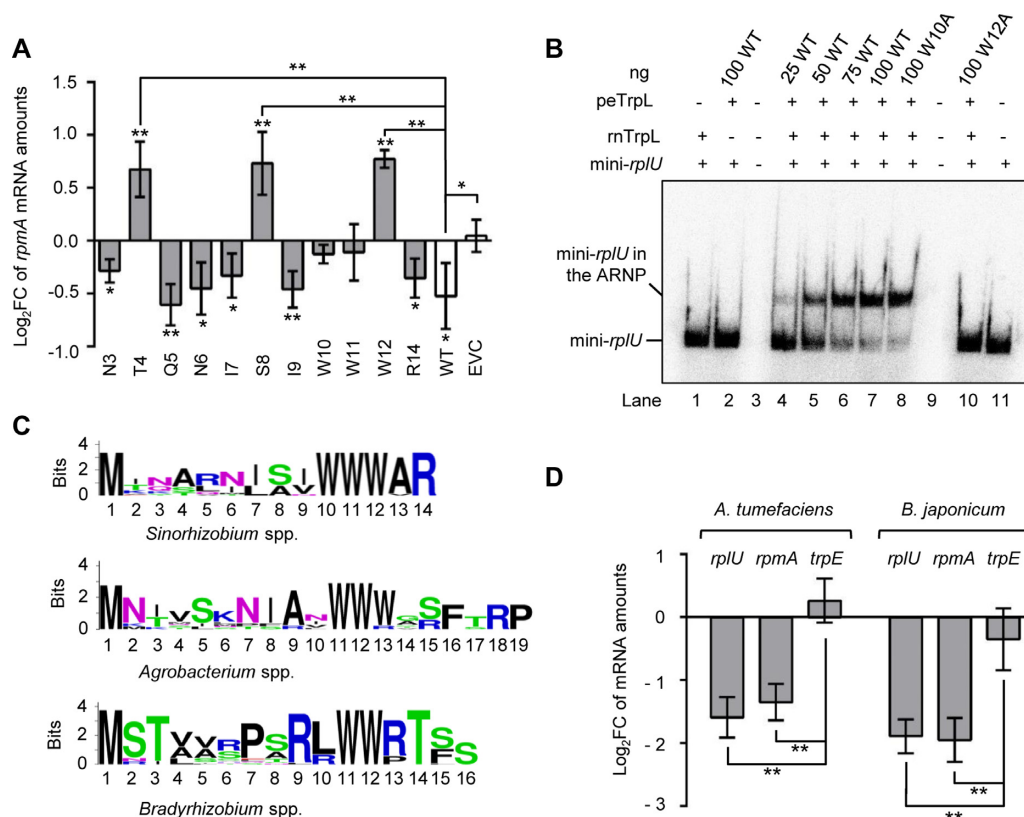 A
Log₂FC of rpmA mRNA amounts
1.5
1.0
0.5
0.0
-0.5
-1.0
**
**
**
*
** ** **
* ** * * ** * *
N3 T4 Q5 N6 I7 S8 I9 W10 W11 W12 R14 WT EVC
B
ng 100 WT 25 WT 50 WT 75 WT 100 WT 100 W10A 100 W12A
peTrpL - + - + + + + + - + -
rnTrpL + - - + + + + + - + -
mini-rplU + + - + + + + + - + +
mini-rplU in
the ARNP
mini-rplU
Lane 1 2 3 4 5 6 7 8 9 10 11
C
Bits
4
2
0
MINARNISIWWWAR
1 2 3 4 5 6 7 8 9 10 11 12 13 14
Sinorhizobium spp.
Bits
4
2
0
1 2 3 4 5 6 7 8 9 10 11 12 13 14 15 16 17 18 19
Agrobacterium spp.
Bits
4
2
0
1 2 3 4 5 6 7 8 9 10 11 12 13 14 15 16
Bradyrhizobium spp.
D
A. tumefaciens B. japonicum
rplU rpmA trpE rplU rpmA trpE
Log₂FC of mRNA amounts
1
0
- 1
- 2
- 3
**
**
**
**